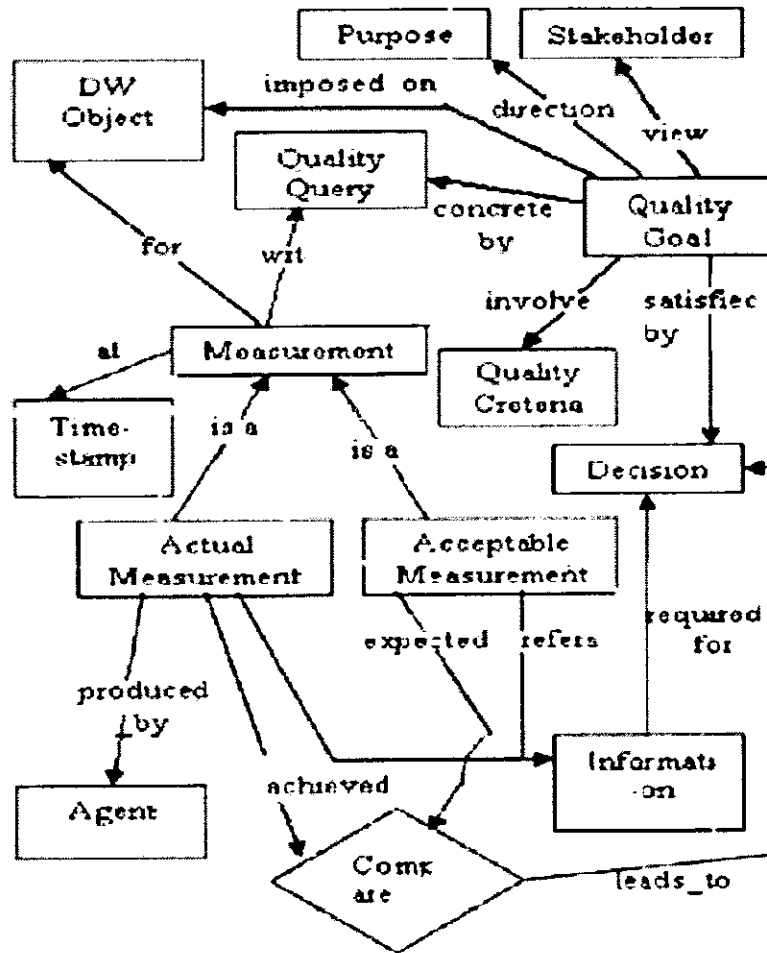 Purpose
Stakeholder
DW
Object
imposed on
direction
view
Quality
Query
concrete
by
Quality
Goal
for
wrt
involve
satisfied
by
at
Measurement
Quality
Creteria
Time-
stamp
is a
is a
Decision
Actual
Measurement
Acceptable
Measurement
expected
refers
required
for
produced
by
achieved
Informati
-on
Agent
Comp
are
leads_to